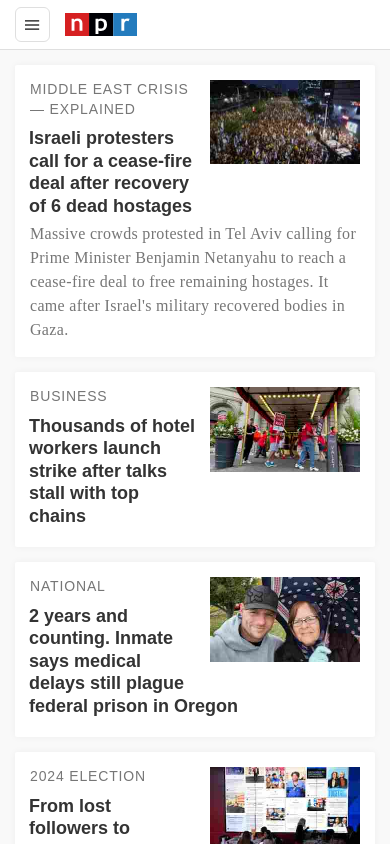 npr
MIDDLE EAST CRISIS
— EXPLAINED
Israeli protesters
call for a cease-fire
deal after recovery
of 6 dead hostages
Massive crowds protested in Tel Aviv calling for
Prime Minister Benjamin Netanyahu to reach a
cease-fire deal to free remaining hostages. It
came after Israel's military recovered bodies in
Gaza.
BUSINESS
Thousands of hotel
workers launch
strike after talks
stall with top
chains
NATIONAL
2 years and
counting. Inmate
says medical
delays still plague
federal prison in Oregon
2024 ELECTION
From lost
followers to